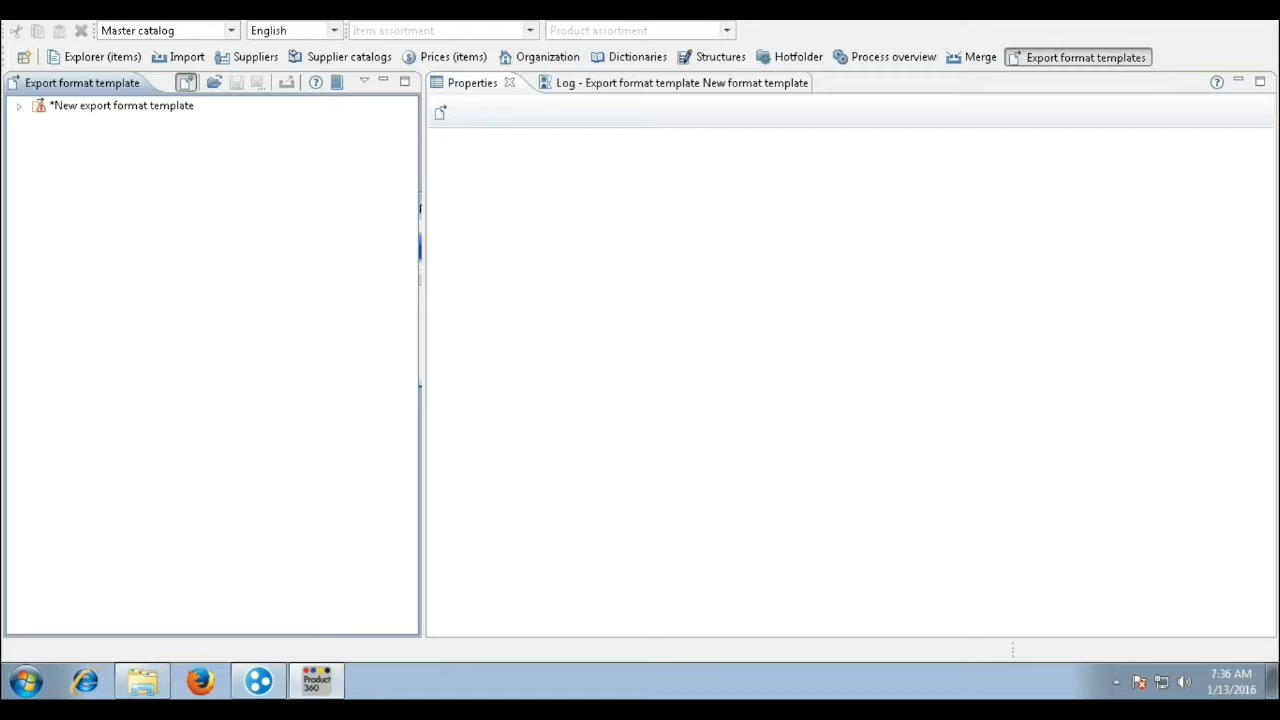 Master catalog English Item assortment Product assortment
Explorer (items) Import Suppliers Supplier catalogs Prices (items) Organization Dictionaries Structures Hotfolder Process overview Merge Export format templates
Export format template Properties Log - Export format template New format template
*New export format template
Product 360
7:36 AM
1/13/2016